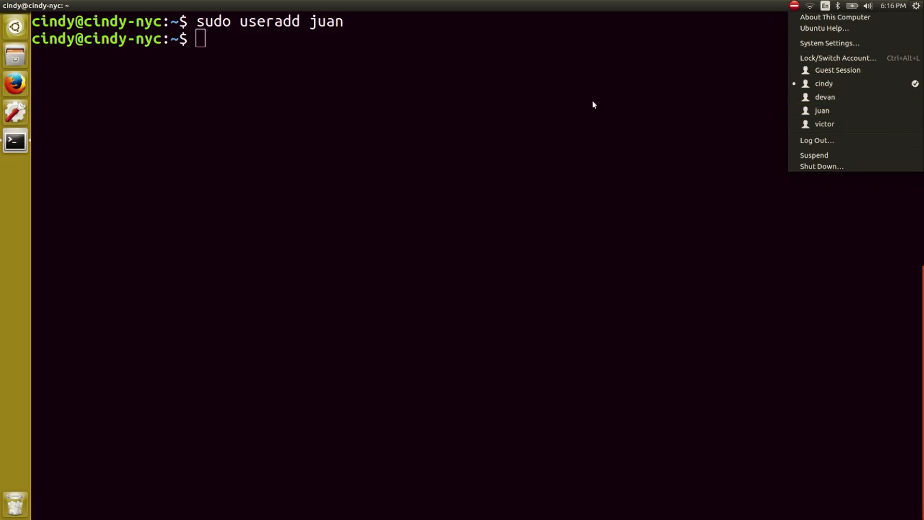 cindy@cindy-nyc: ~
En
6:16 PM
cindy@cindy-nyc:~$ sudo useradd juan
cindy@cindy-nyc:~$
About This Computer
Ubuntu Help...
System Settings...
Lock/Switch Account... Ctrl+Alt+L
Guest Session
cindy
devan
juan
victor
Log Out...
Suspend
Shut Down...